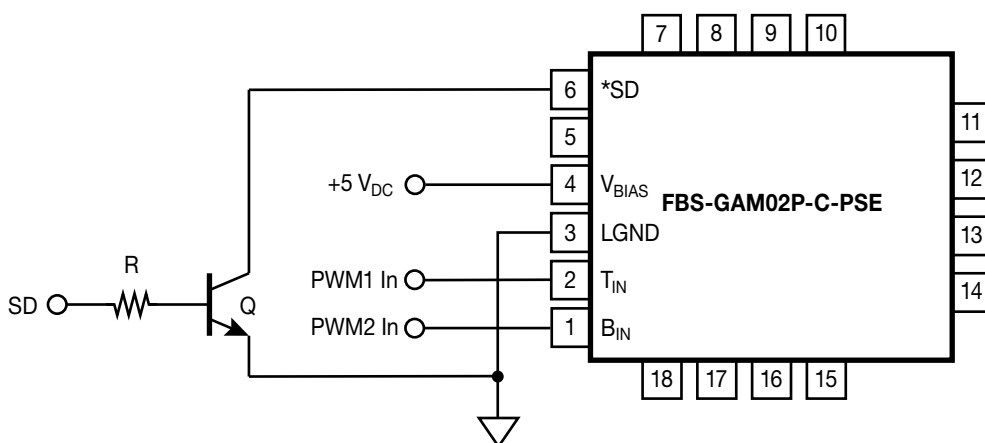 7 8 9 10
6 *SD
5
+5 VDC 4 VBIAS
FBS-GAM02P-C-PSE
3 LGND
PWM1 In 2 TIN
PWM2 In 1 BIN
SD R Q
11
12
13
14
18 17 16 15